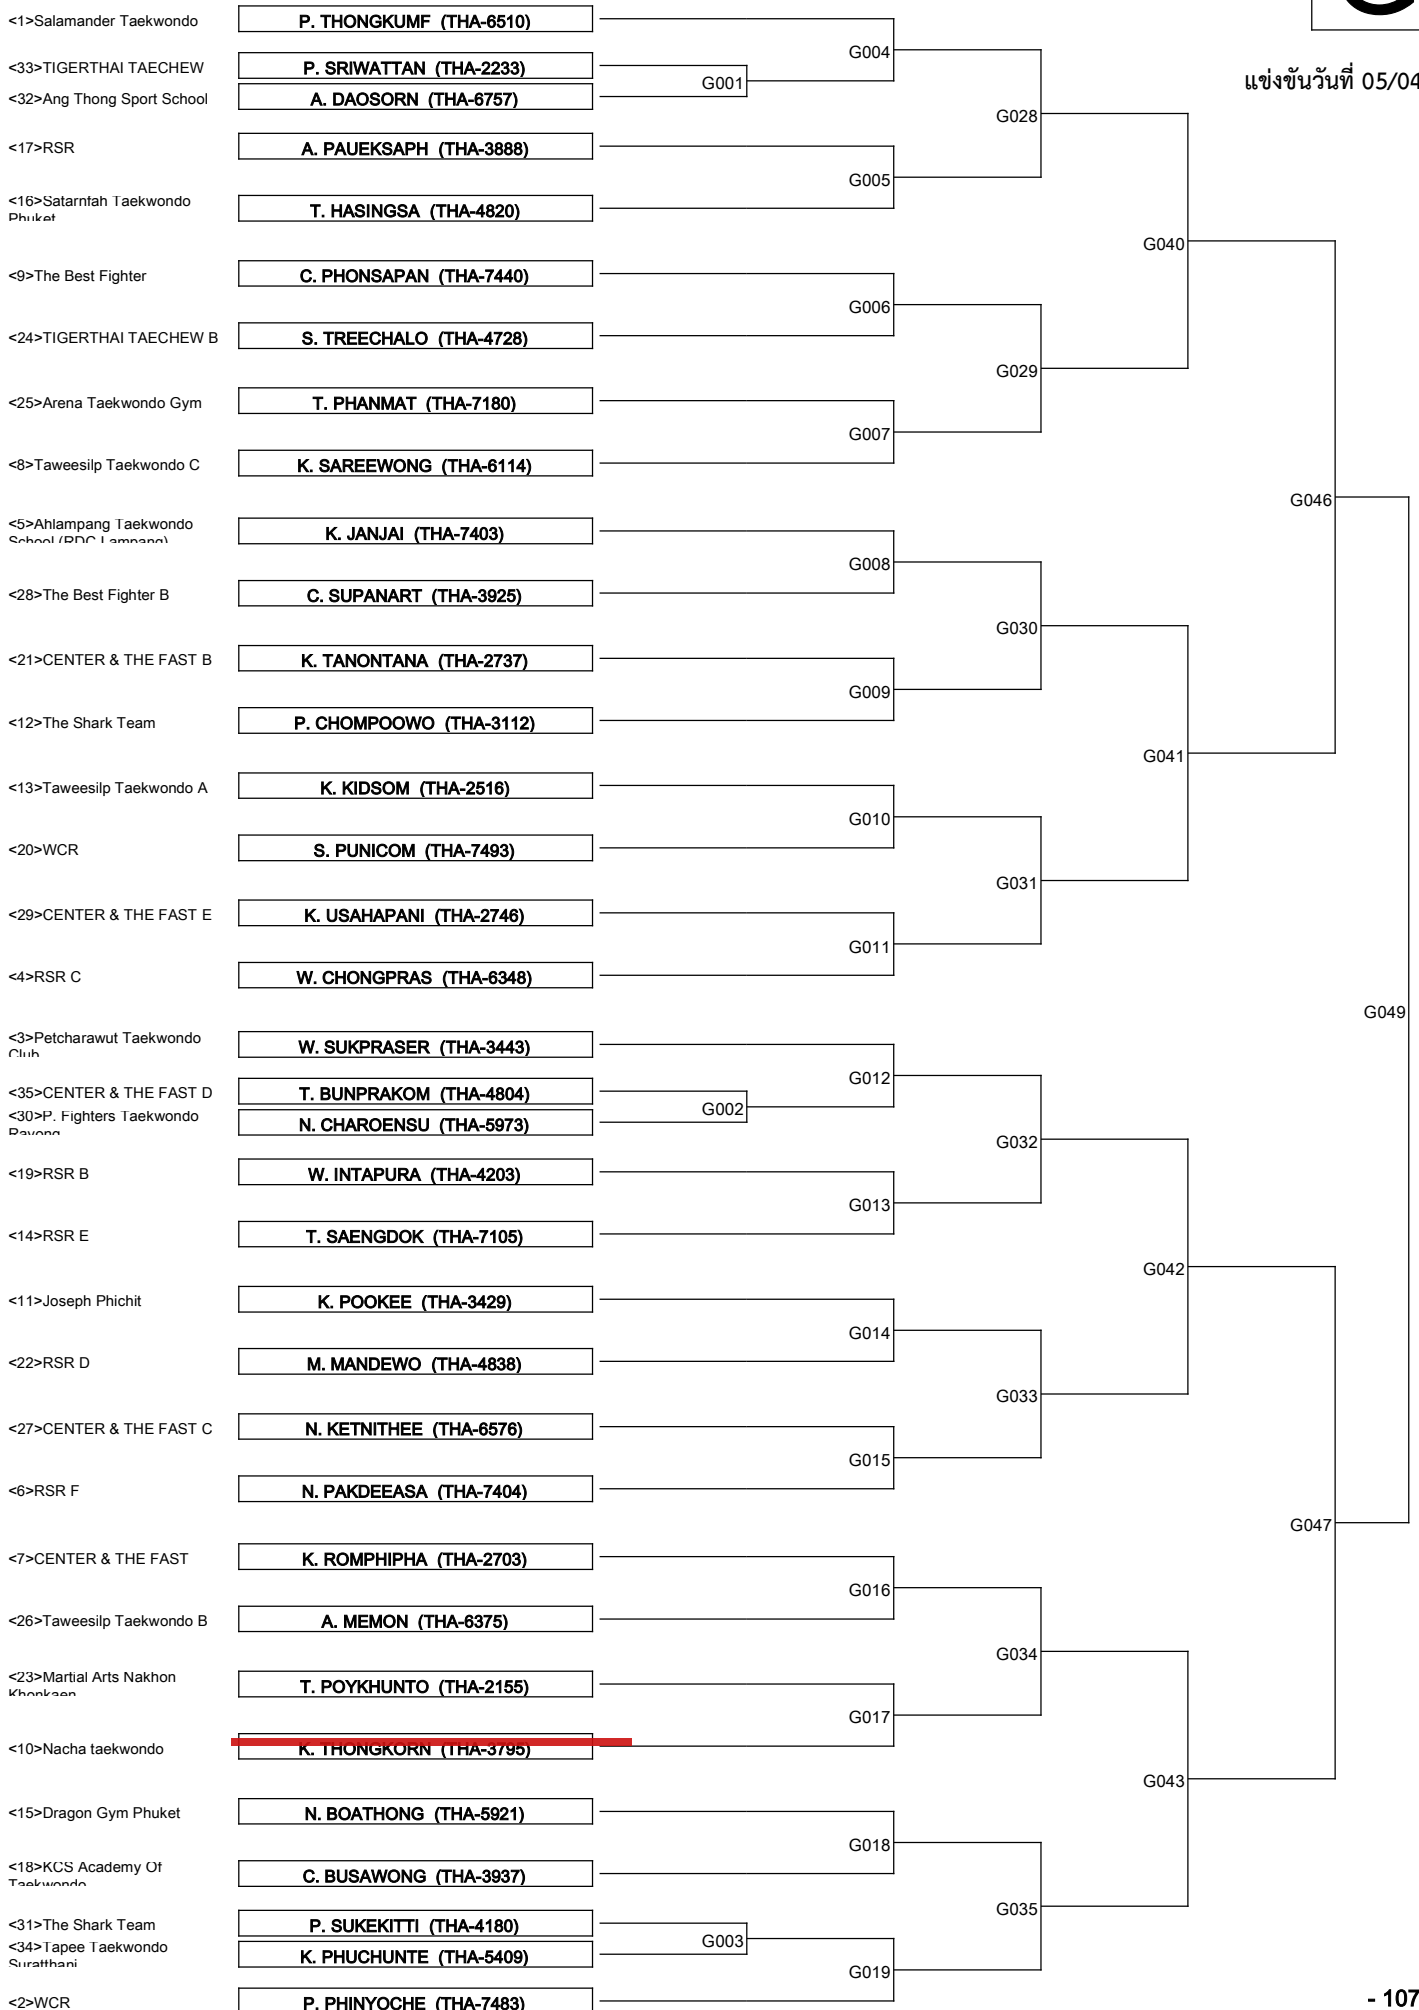 <1>Salamander Taekwondo P. THONGKUMF (THA-6510)
G004
<33>TIGERTHAI TAECHEW P. SRIWATTAN (THA-2233)
G001
แข่งขันวันที่ 05/04
<32>Ang Thong Sport School A. DAOSORN (THA-6757)
G028
<17>RSR A. PAUEKSAPH (THA-3888)
G005
<16>Satarnfah Taekwondo
Phuket
T. HASINGSA (THA-4820)
G040
<9>The Best Fighter C. PHONSAPAN (THA-7440)
G006
<24>TIGERTHAI TAECHEW B S. TREECHALO (THA-4728)
G029
<25>Arena Taekwondo Gym T. PHANMAT (THA-7180)
G007
<8>Taweesilp Taekwondo C K. SAREEWONG (THA-6114)
G046
<5>Ahlampang Taekwondo
School (RDC Lampang)
K. JANJAI (THA-7403)
G008
<28>The Best Fighter B C. SUPANART (THA-3925)
G030
<21>CENTER & THE FAST B K. TANONTANA (THA-2737)
G009
<12>The Shark Team P. CHOMPOOWO (THA-3112)
G041
<13>Taweesilp Taekwondo A K. KIDSOM (THA-2516)
G010
<20>WCR S. PUNICOM (THA-7493)
G031
<29>CENTER & THE FAST E K. USAHAPANI (THA-2746)
G011
<4>RSR C W. CHONGPRAS (THA-6348)
G049
<3>Petcharawut Taekwondo
Club
W. SUKPRASER (THA-3443)
G012
<35>CENTER & THE FAST D T. BUNPRAKOM (THA-4804)
G002
<30>P. Fighters Taekwondo
Rayong
N. CHAROENSU (THA-5973)
G032
<19>RSR B W. INTAPURA (THA-4203)
G013
<14>RSR E T. SAENGDOK (THA-7105)
G042
<11>Joseph Phichit K. POOKEE (THA-3429)
G014
<22>RSR D M. MANDEWO (THA-4838)
G033
<27>CENTER & THE FAST C N. KETNITHEE (THA-6576)
G015
<6>RSR F N. PAKDEEASA (THA-7404)
G047
<7>CENTER & THE FAST K. ROMPHIPHA (THA-2703)
G016
<26>Taweesilp Taekwondo B A. MEMON (THA-6375)
G034
<23>Martial Arts Nakhon
Khonkaen
T. POYKHUNTO (THA-2155)
G017
<10>Nacha taekwondo K. THONGKORN (THA-3795)
G043
<15>Dragon Gym Phuket N. BOATHONG (THA-5921)
G018
<18>KCS Academy Of
Taekwondo
C. BUSAWONG (THA-3937)
G035
<31>The Shark Team P. SUKEKITTI (THA-4180)
G003
<34>Tapee Taekwondo
Suratthani
K. PHUCHUNTE (THA-5409)
G019
<2>WCR P. PHINYOCHE (THA-7483)
- 107